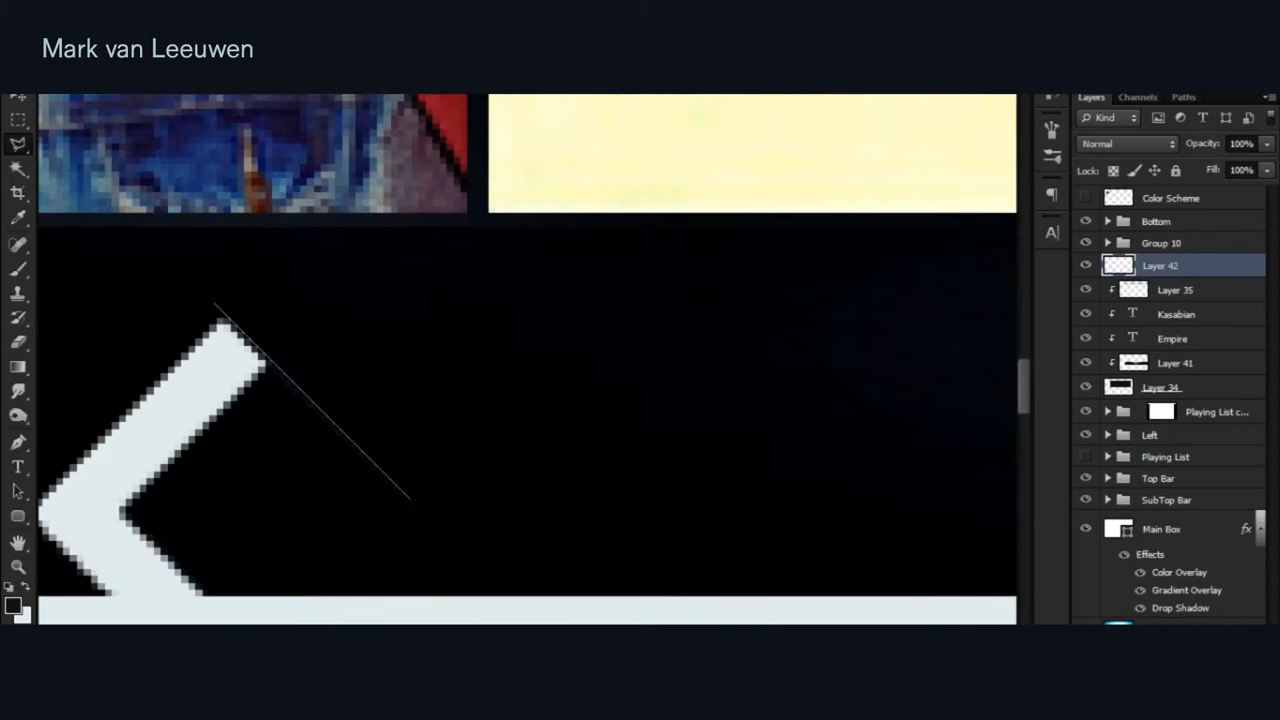 Mark van Leeuwen
Layers Channels Paths
Kind
Normal Opacity: 100%
Lock: Fill: 100%
Color Scheme
Bottom
Group 10
Layer 42
Layer 35
T Kasabian
T Empire
Layer 41
Layer 34
Playing List c...
Left
Playing List
Top Bar
SubTop Bar
Main Box fx
Effects
Color Overlay
Gradient Overlay
Drop Shadow